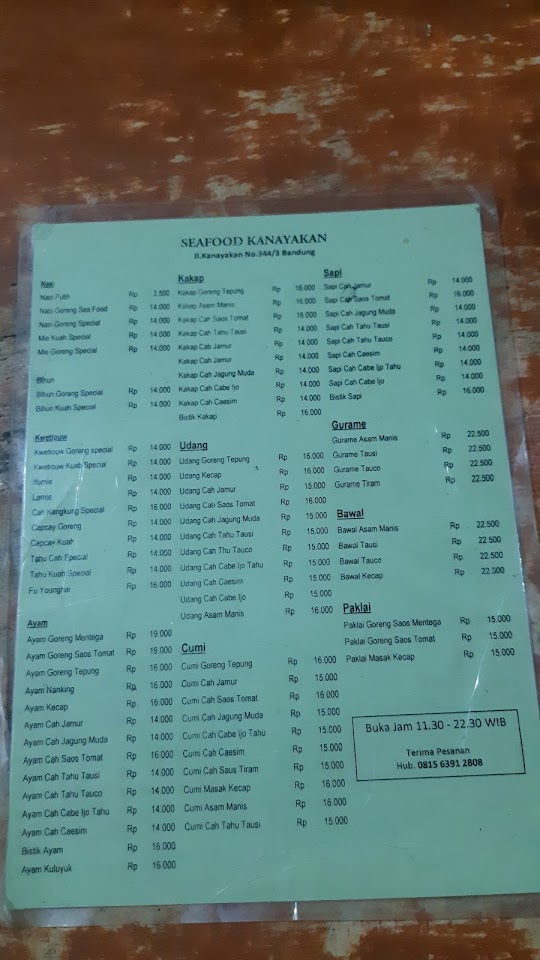 SEAFOOD KANAYAKAN
Jl.Kanayakan No.344/3 Bandung
Nasi
Nasi Putih Rp 3.500
Nasi Goreng Sea Food Rp 14.000
Nasi Goreng Special Rp 14.000
Mie Kuah Special Rp 14.000
Mie Goreng Special Rp 14.000
Bihun
Bihun Goreng Special Rp 14.000
Bihun Kuah Special Rp 14.000
Kwetiouw
Kwetiouw Goreng special Rp 14.000
Kwetiouw Kuah Special Rp 14.000
Ifumie Rp 14.000
Lomie Rp 14.000
Cah Kangkung Special Rp 14.000
Capcay Goreng Rp 14.000
Capcay Kuah Rp 14.000
Tahu Cah Special Rp 14.000
Tahu Kuah Special Rp 14.000
Fu Younghai Rp 16.000
Ayam
Ayam Goreng Mentega Rp 19.000
Ayam Goreng Saos Tomat Rp 19.000
Ayam Goreng Tepung Rp 16.000
Ayam Nanking Rp 16.000
Ayam Kecap Rp 16.000
Ayam Cah Jamur Rp 14.000
Ayam Cah Jagung Muda Rp 14.000
Ayam Cah Saos Tomat Rp 16.000
Ayam Cah Tahu Tausi Rp 14.000
Ayam Cah Tahu Tauco Rp 14.000
Ayam Cah Cabe Ijo Tahu Rp 14.000
Ayam Cah Caesim Rp 14.000
Bistik Ayam Rp 16.000
Ayam Kuluyuk Rp 16.000
Kakap
Kakap Goreng Tepung Rp 16.000
Kakap Asam Manis Rp 16.000
Kakap Cah Saos Tomat Rp 16.000
Kakap Cah Tahu Tausi Rp 14.000
Kakap Cab Jamur Rp 14.000
Kakap Cah Jamur Rp 14.000
Kakap Cah Jagung Muda Rp 14.000
Kakap Cah Cabe Ijo Rp 14.000
Kakap Cah Caesim Rp 14.000
Bistik Kakap Rp 16.000
Udang
Udang Goreng Tepung Rp 16.000
Udang Kecap Rp 16.000
Udang Cah Jamur Rp 15.000
Udang Cah Saos Tomat Rp 16.000
Udang Cah Jagung Muda Rp 15.000
Udang Cah Tahu Tausi Rp 15.000
Udang Cah Thu Tauco Rp 15.000
Udang Cah Cabe Ijo Tahu Rp 15.000
Udang Cah Caesim Rp 15.000
Udang Cah Cabe Ijo Rp 15.000
Udang Asam Manis Rp 16.000
Cumi
Cumi Goreng Tepung Rp 16.000
Cumi Cah Jamur Rp 15.000
Cumi Cah Saos Tomat Rp 16.000
Cumi Cah Jagung Muda Rp 15.000
Cumi Cah Cabe Ijo Tahu Rp 15.000
Cumi Cah Caesim Rp 15.000
Cumi Cah Saus Tiram Rp 15.000
Cumi Masak Kecap Rp 16.000
Cumi Asam Manis Rp 16.000
Cumi Cah Tahu Tausi Rp 15.000
Sapi
Sapi Cah Jamur Rp 14.000
Sapi Cah Saos Tomat Rp 16.000
Sapi Cah Jagung Muda Rp 14.000
Sapi Cah Tahu Tausi Rp 14.000
Sapi Cah Tahu Tauco Rp 14.000
Sapi Cah Caesim Rp 14.000
Sapi Cah Cabe Ijo Tahu Rp 14.000
Sapi Cah Cabe Ijo Rp 14.000
Bistik Sapi Rp 16.000
Gurame
Gurame Asam Manis Rp 22.500
Gurame Tausi Rp 22.500
Gurame Tauco Rp 22.500
Gurame Tiram Rp 22.500
Bawal
Bawal Asam Manis Rp 22.500
Bawal Tausi Rp 22.500
Bawal Tauco Rp 22.500
Bawal Kecap Rp 22.500
Paklai
Paklai Goreng Saos Mentega Rp 15.000
Paklai Goreng Saos Tomat Rp 15.000
Paklai Masak Kecap Rp 15.000
Buka Jam 11.30 - 22.30 WIB
Terima Pesanan
Hub. 0815 6391 2808